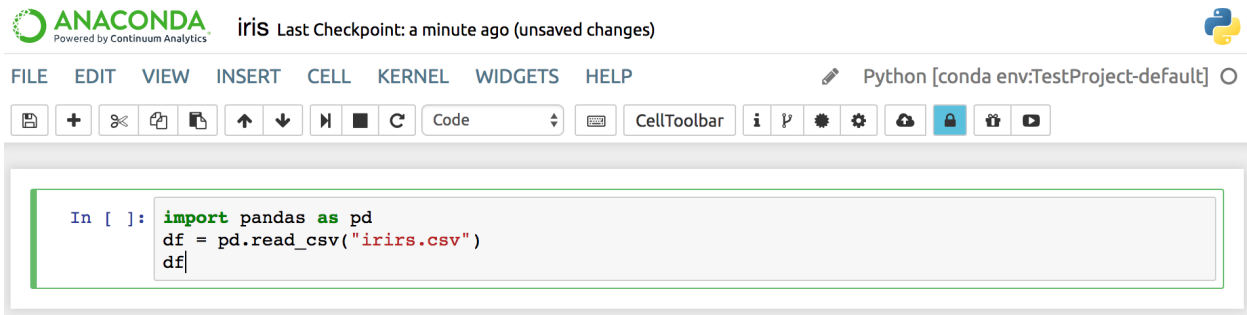 ANACONDA
Powered by Continuum Analytics
iris Last Checkpoint: a minute ago (unsaved changes)
FILE EDIT VIEW INSERT CELL KERNEL WIDGETS HELP Python [conda env:TestProject-default]
Code CellToolbar
In [ ]: import pandas as pd
df = pd.read_csv("irirs.csv")
df